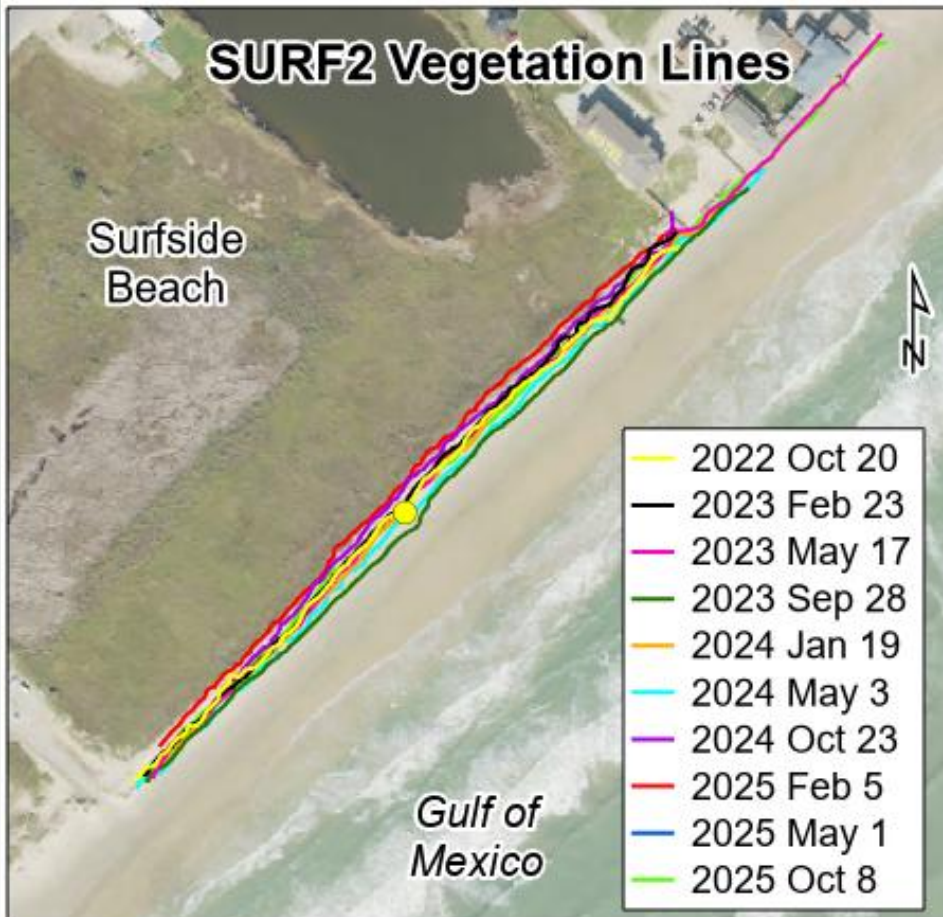 SURF2 Vegetation Lines
Surfside
Beach
N
2022 Oct 20
2023 Feb 23
2023 May 17
2023 Sep 28
2024 Jan 19
2024 May 3
2024 Oct 23
2025 Feb 5
2025 May 1
2025 Oct 8
Gulf of
Mexico